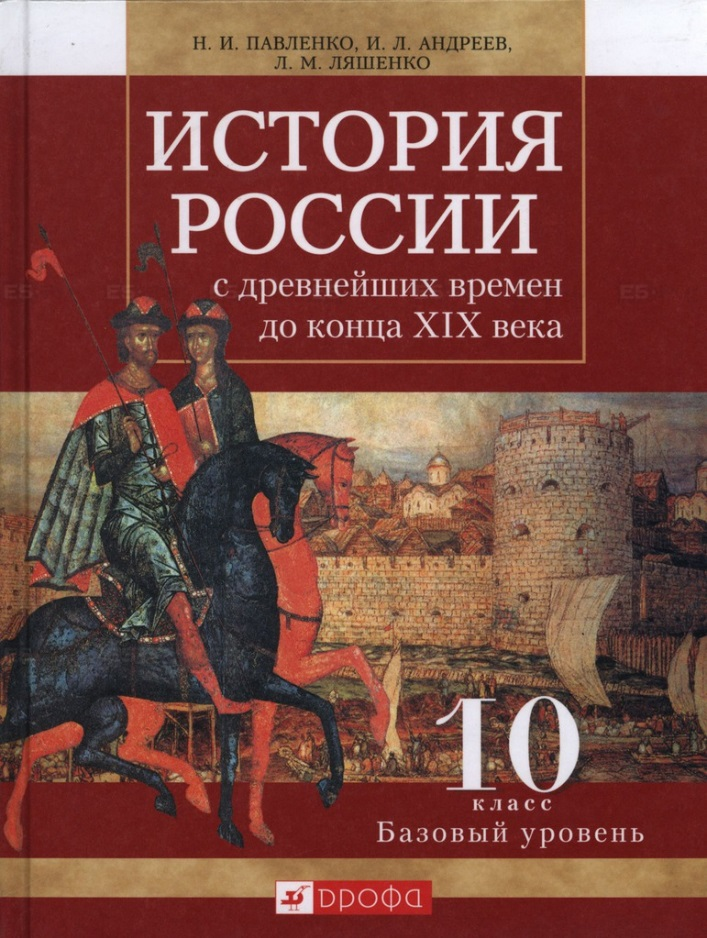 Н. И. ПАВЛЕНКО, И. Л. АНДРЕЕВ,
Л. М. ЛЯШЕНКО
ИСТОРИЯ
РОССИИ
с древнейших времен
до конца XIX века
10
класс
Базовый уровень
дрофа